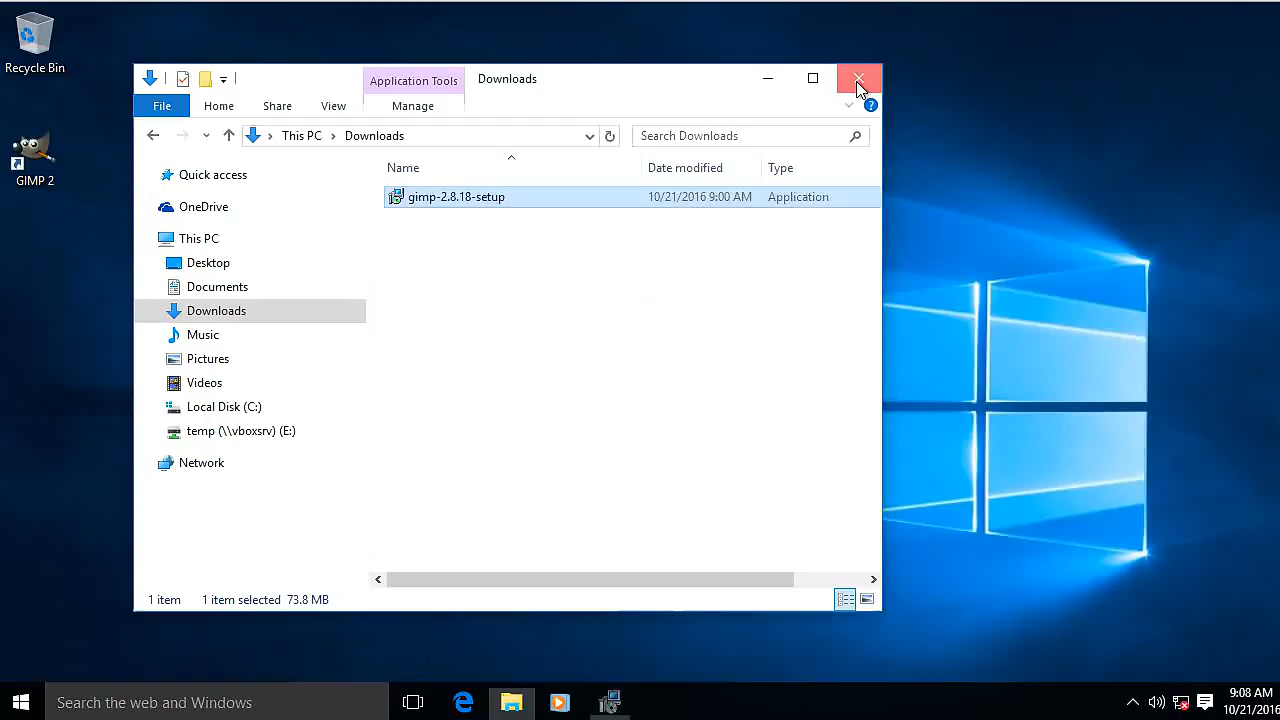 Recycle Bin
GIMP 2
Application Tools
Downloads
File
Home
Share
View
Manage
This PC
Downloads
Search Downloads
Quick access
OneDrive
This PC
Desktop
Documents
Downloads
Music
Pictures
Videos
Local Disk (C:)
temp (\\vboxsrv) (E:)
Network
Name
Date modified
Type
gimp-2.8.18-setup
10/21/2016 9:00 AM
Application
1 item
1 item selected
73.8 MB
Search the web and Windows
9:08 AM
10/21/2016